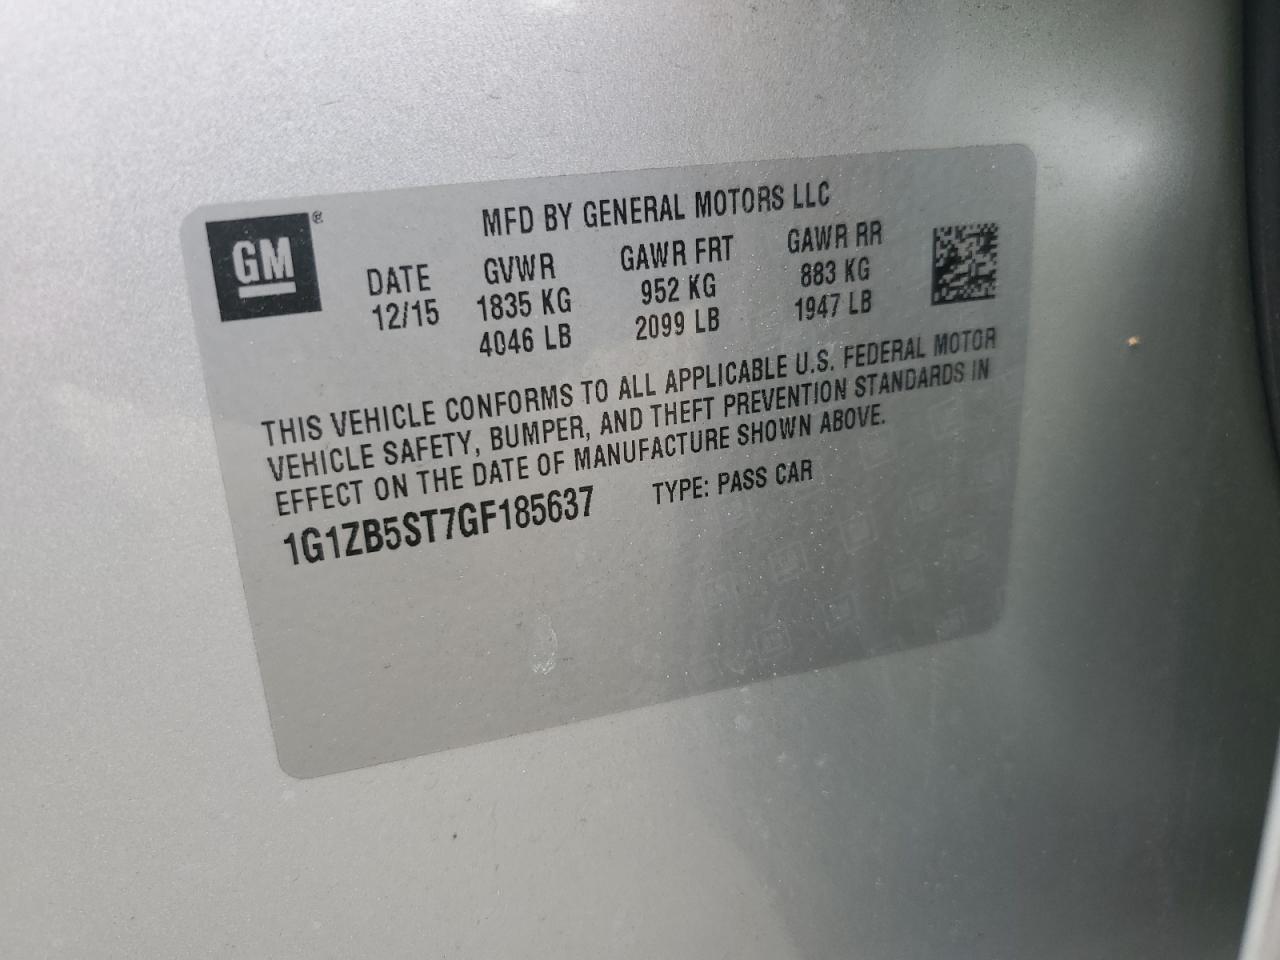 GM®
MFD BY GENERAL MOTORS LLC
DATE GVWR GAWR FRT GAWR RR
12/15 1835 KG 952 KG 883 KG
4046 LB 2099 LB 1947 LB
THIS VEHICLE CONFORMS TO ALL APPLICABLE U.S. FEDERAL MOTOR
VEHICLE SAFETY, BUMPER, AND THEFT PREVENTION STANDARDS IN
EFFECT ON THE DATE OF MANUFACTURE SHOWN ABOVE.
1G1ZB5ST7GF185637 TYPE: PASS CAR